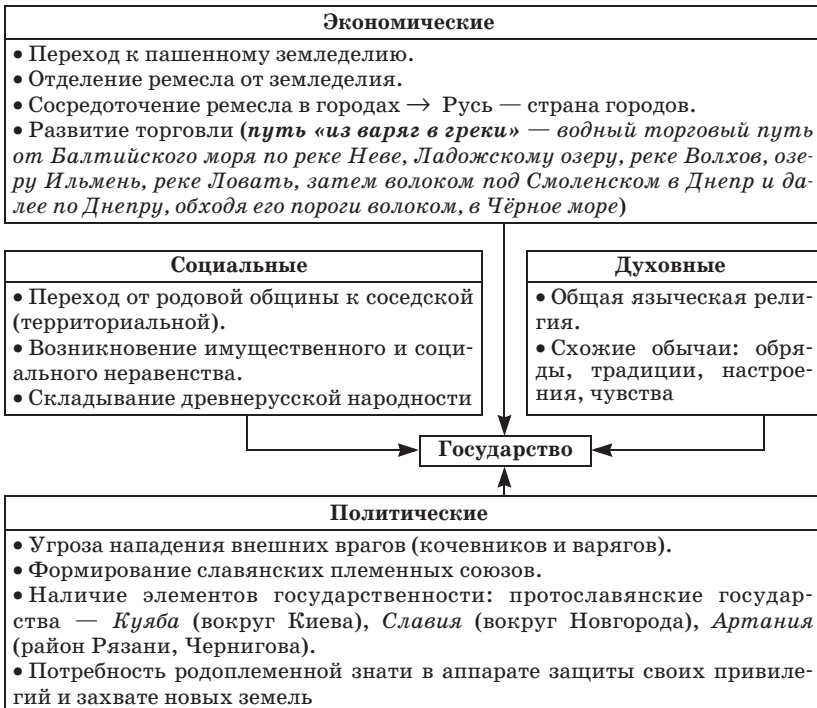 Экономические
• Переход к пашенному земледелию.
• Отделение ремесла от земледелия.
• Сосредоточение ремесла в городах → Русь — страна городов.
• Развитие торговли (путь «из варяг в греки» — водный торговый путь
от Балтийского моря по реке Неве, Ладожскому озеру, реке Волхов, озе-
ру Ильмень, реке Ловать, затем волоком под Смоленском в Днепр и да-
лее по Днепру, обходя его пороги волоком, в Чёрное море)
Социальные
• Переход от родовой общины к соседской
(территориальной).
• Возникновение имущественного и соци-
ального неравенства.
• Складывание древнерусской народности
Духовные
• Общая языческая рели-
гия.
• Схожие обычаи: обря-
ды, традиции, настрое-
ния, чувства
Государство
Политические
• Угроза нападения внешних врагов (кочевников и варягов).
• Формирование славянских племенных союзов.
• Наличие элементов государственности: протославянские государ-
ства — Куяба (вокруг Киева), Славия (вокруг Новгорода), Артания
(район Рязани, Чернигова).
• Потребность родоплеменной знати в аппарате защиты своих привиле-
гий и захвате новых земель